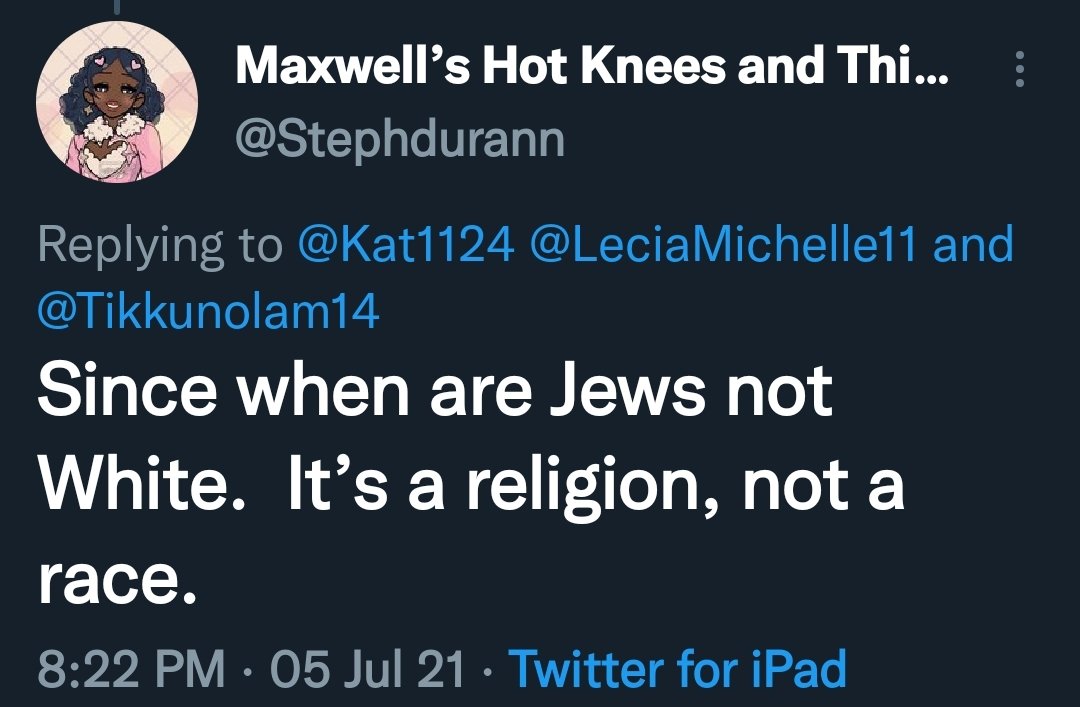 Maxwell’s Hot Knees and Thi...
@Stephdurann
Replying to @Kat1124 @LeciaMichelle11 and
@Tikkunolam14
Since when are Jews not
White.  It’s a religion, not a
race.
8:22 PM · 05 Jul 21 · Twitter for iPad